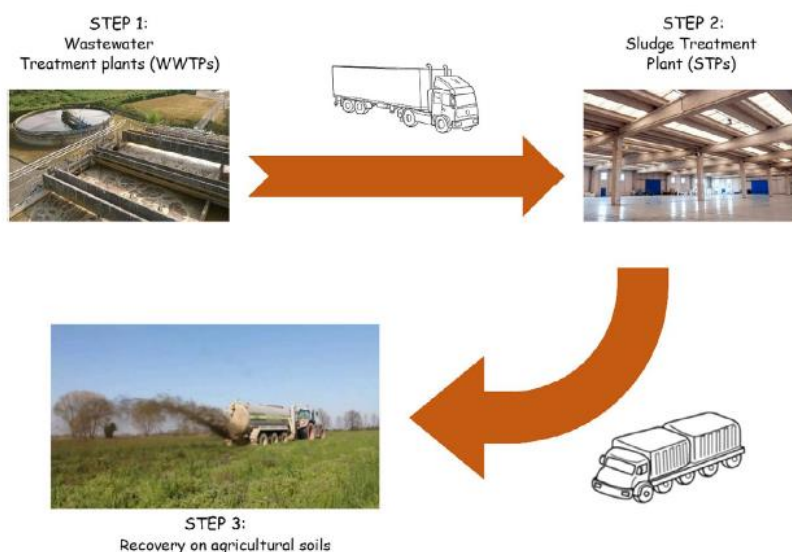 STEP 1:
Wastewater
Treatment plants (WWTPs)
STEP 2:
Sludge Treatment
Plant (STPs)
STEP 3:
Recovery on agricultural soils